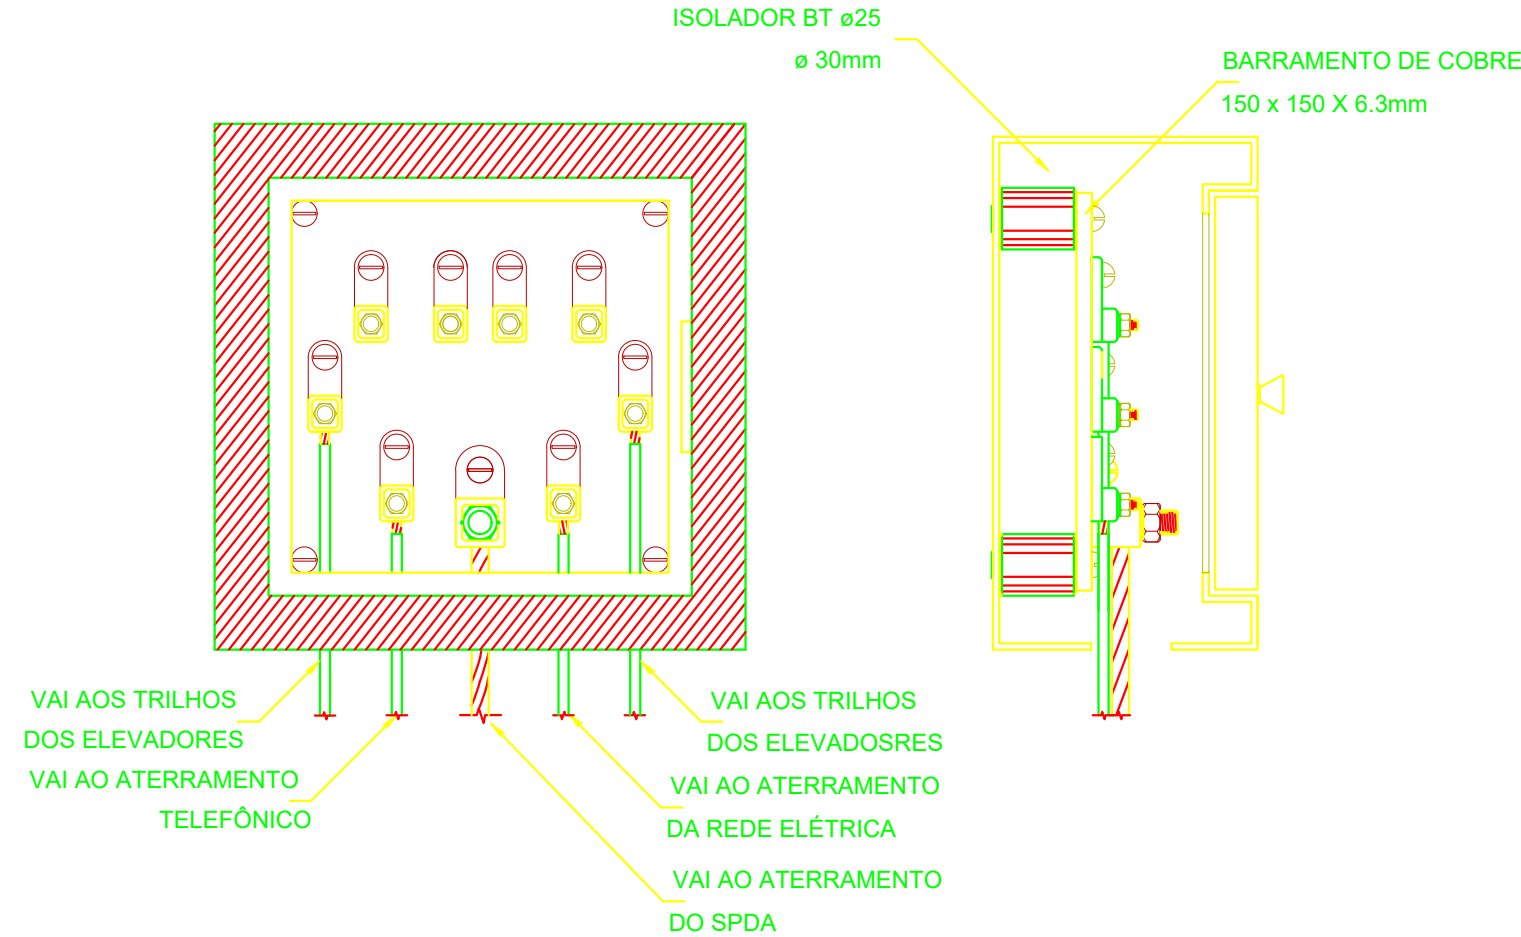 ISOLADOR BT ø25
ø 30mm
BARRAMENTO DE COBRE
150 x 150 X 6.3mm
VAI AOS TRILHOS
DOS ELEVADORES
VAI AO ATERRAMENTO
TELEFÔNICO
VAI AOS TRILHOS
DOS ELEVADOSRES
VAI AO ATERRAMENTO
DA REDE ELÉTRICA
VAI AO ATERRAMENTO
DO SPDA